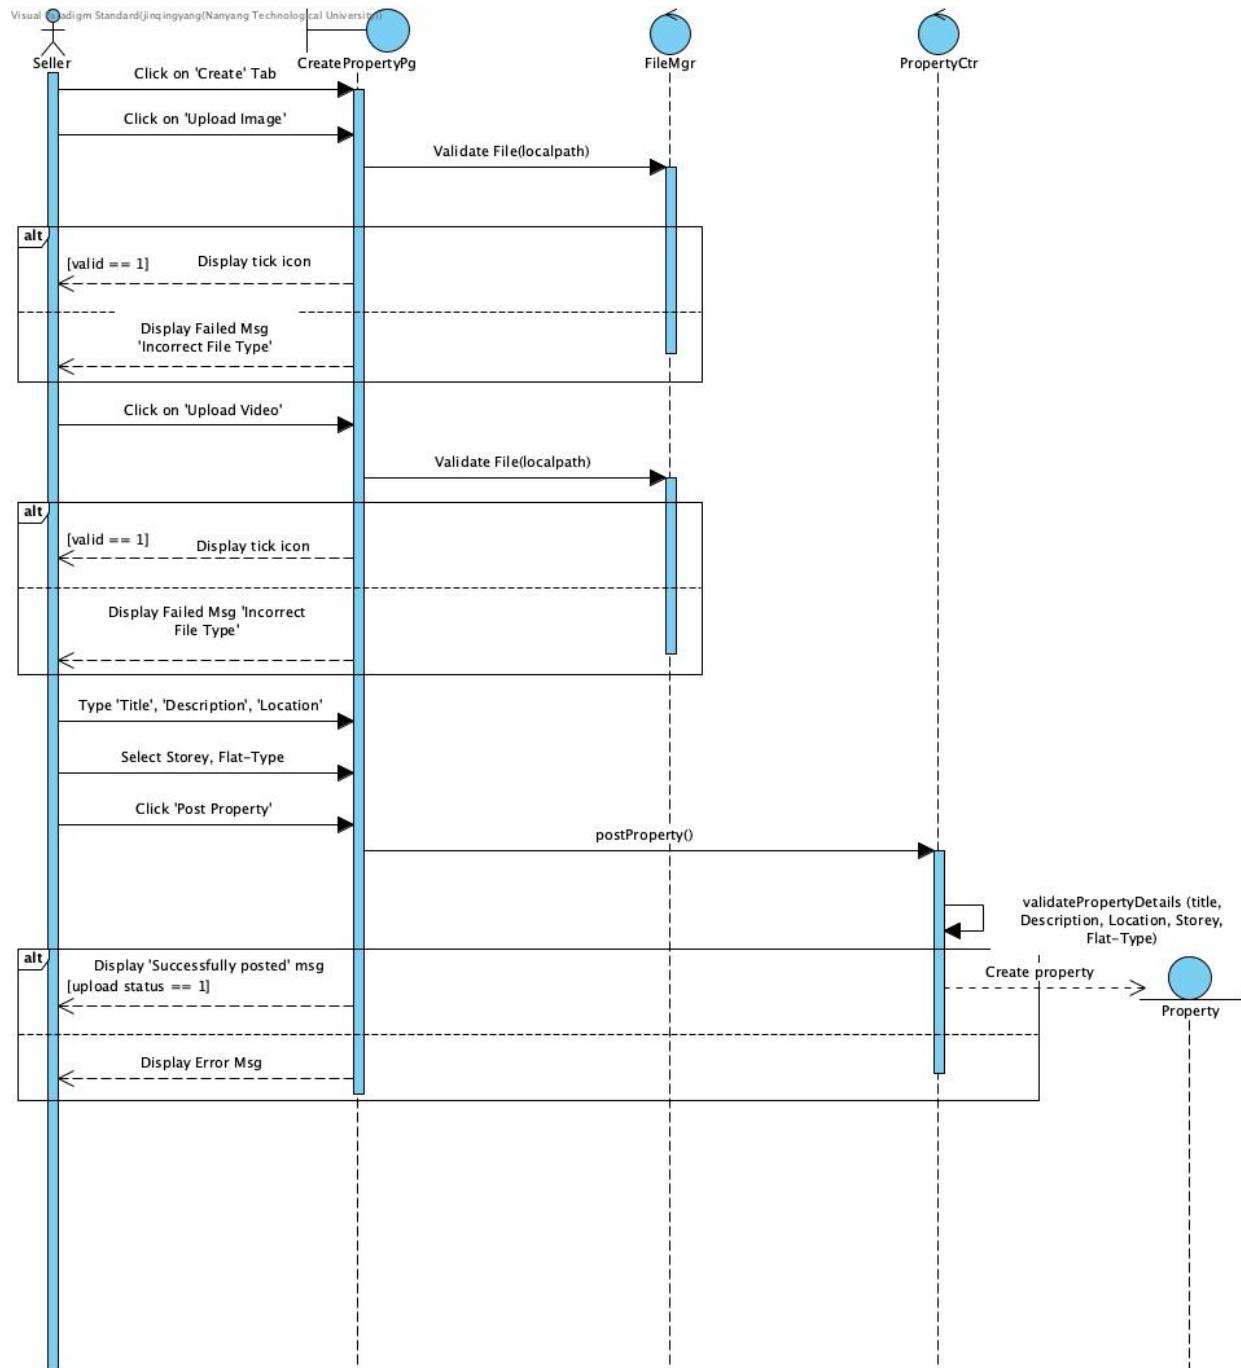 Visual Paradigm Standard(jinqingyang(Nanyang Technological University))
Seller
CreatePropertyPg
FileMgr
PropertyCtr
Click on 'Create' Tab
Click on 'Upload Image'
Validate File(localpath)
alt
[valid == 1]
Display tick icon
Display Failed Msg
'Incorrect File Type'
Click on 'Upload Video'
Validate File(localpath)
alt
[valid == 1]
Display tick icon
Display Failed Msg 'Incorrect
File Type'
Type 'Title', 'Description', 'Location'
Select Storey, Flat-Type
Click 'Post Property'
postProperty()
validatePropertyDetails (title,
Description, Location, Storey,
Flat-Type)
alt
Display 'Successfully posted' msg
[upload status == 1]
Create property
Property
Display Error Msg